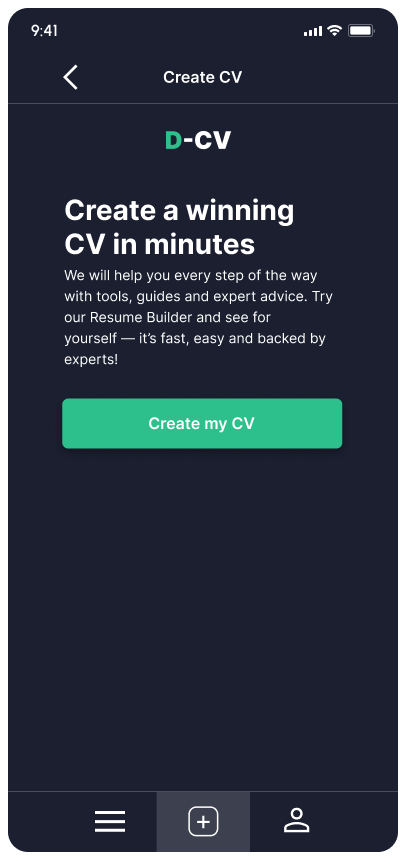 9:41
Create CV
D-CV
Create a winning
CV in minutes
We will help you every step of the way
with tools, guides and expert advice. Try
our Resume Builder and see for
yourself — it’s fast, easy and backed by
experts!
Create my CV